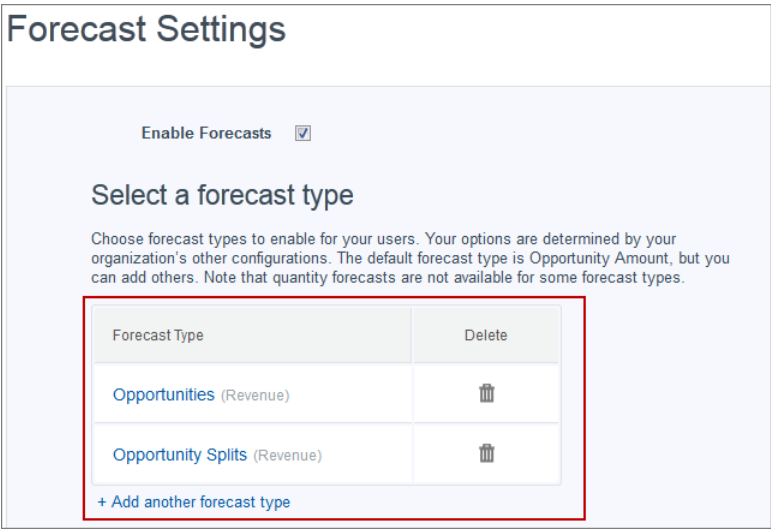 Forecast Settings
Enable Forecasts
Select a forecast type
Choose forecast types to enable for your users. Your options are determined by your
organization's other configurations. The default forecast type is Opportunity Amount, but you
can add others. Note that quantity forecasts are not available for some forecast types.
Forecast Type Delete
Opportunities (Revenue)
Opportunity Splits (Revenue)
+ Add another forecast type